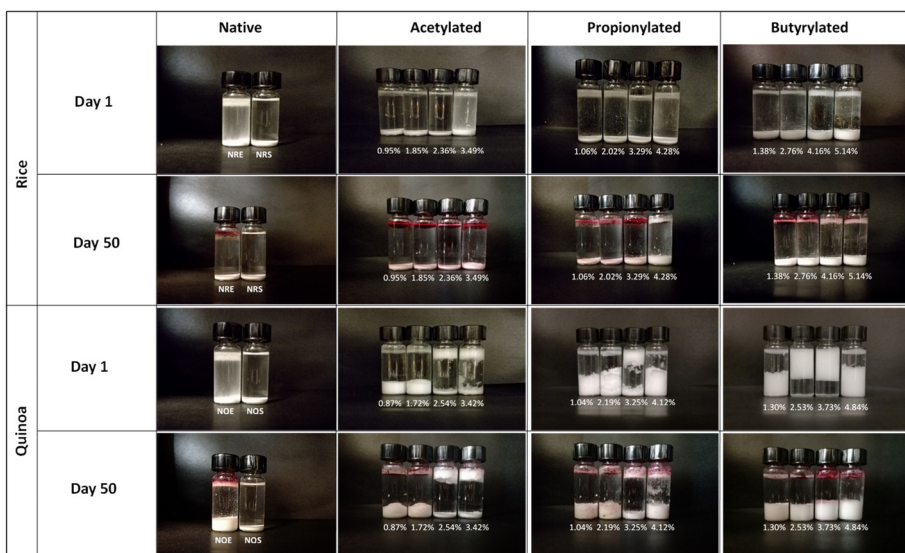 Native Acetylated Propionylated Butyrylated
Rice
Day 1
NRE NRS
0.95% 1.85% 2.36% 3.49%
1.06% 2.02% 3.29% 4.28%
1.38% 2.76% 4.16% 5.14%
Day 50
NRE NRS
0.95% 1.85% 2.36% 3.49%
1.06% 2.02% 3.29% 4.28%
1.38% 2.76% 4.16% 5.14%
Quinoa
Day 1
NQE NQS
0.87% 1.72% 2.54% 3.42%
1.04% 2.19% 3.25% 4.12%
1.30% 2.53% 3.73% 4.84%
Day 50
NQE NQS
0.87% 1.72% 2.54% 3.42%
1.04% 2.19% 3.25% 4.12%
1.30% 2.53% 3.73% 4.84%